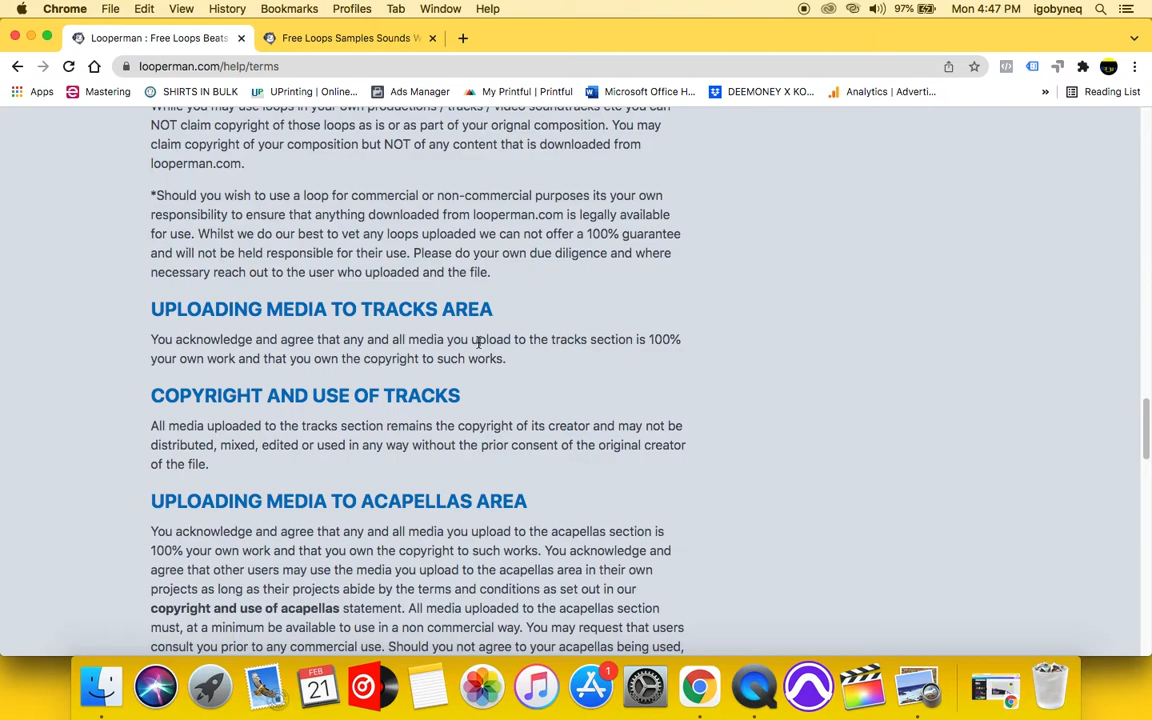 Chrome File Edit View History Bookmarks Profiles Tab Window Help 97% Mon 4:47 PM igobyneq
Looperman : Free Loops Beats Free Loops Samples Sounds W
looperman.com/help/terms
Apps Mastering SHIRTS IN BULK UPrinting | Online... Ads Manager My Printful | Printful Microsoft Office H... DEEMONEY X KO... Analytics | Adverti... » Reading List
While you may use loops in your own productions / tracks / video soundtracks etc you can
NOT claim copyright of those loops as is or as part of your orignal composition. You may
claim copyright of your composition but NOT of any content that is downloaded from
looperman.com.
*Should you wish to use a loop for commercial or non-commercial purposes its your own
responsibility to ensure that anything downloaded from looperman.com is legally available
for use. Whilst we do our best to vet any loops uploaded we can not offer a 100% guarantee
and will not be held responsible for their use. Please do your own due diligence and where
necessary reach out to the user who uploaded and the file.
UPLOADING MEDIA TO TRACKS AREA
You acknowledge and agree that any and all media you upload to the tracks section is 100%
your own work and that you own the copyright to such works.
COPYRIGHT AND USE OF TRACKS
All media uploaded to the tracks section remains the copyright of its creator and may not be
distributed, mixed, edited or used in any way without the prior consent of the original creator
of the file.
UPLOADING MEDIA TO ACAPELLAS AREA
You acknowledge and agree that any and all media you upload to the acapellas section is
100% your own work and that you own the copyright to such works. You acknowledge and
agree that other users may use the media you upload to the acapellas area in their own
projects as long as their projects abide by the terms and conditions as set out in our
copyright and use of acapellas statement. All media uploaded to the acapellas section
must, at a minimum be available to use in a non commercial way. You may request that users
consult you prior to any commercial use. Should you not agree to your acapellas being used,
FEB
21
1